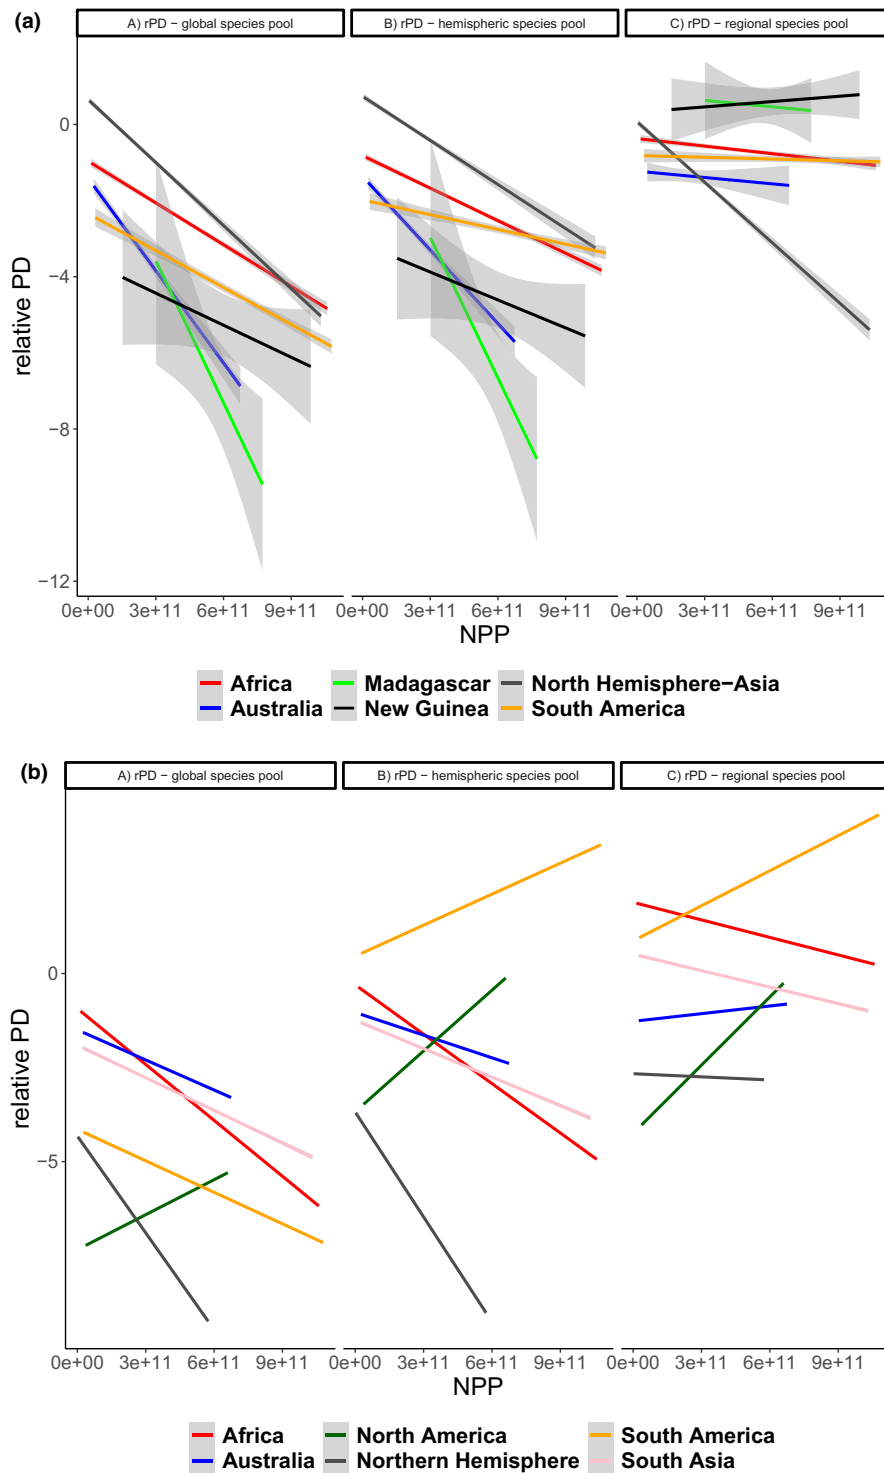 (a)
A) rPD − global species pool
B) rPD − hemispheric species pool
C) rPD − regional species pool
relative PD
0
−4
−8
−12
0e+00 3e+11 6e+11 9e+11
0e+00 3e+11 6e+11 9e+11
0e+00 3e+11 6e+11 9e+11
NPP
Africa Madagascar North Hemisphere−Asia
Australia New Guinea South America
(b)
A) rPD − global species pool
B) rPD − hemispheric species pool
C) rPD − regional species pool
relative PD
0
−5
0e+00 3e+11 6e+11 9e+11
0e+00 3e+11 6e+11 9e+11
0e+00 3e+11 6e+11 9e+11
NPP
Africa North America South America
Australia Northern Hemisphere South Asia